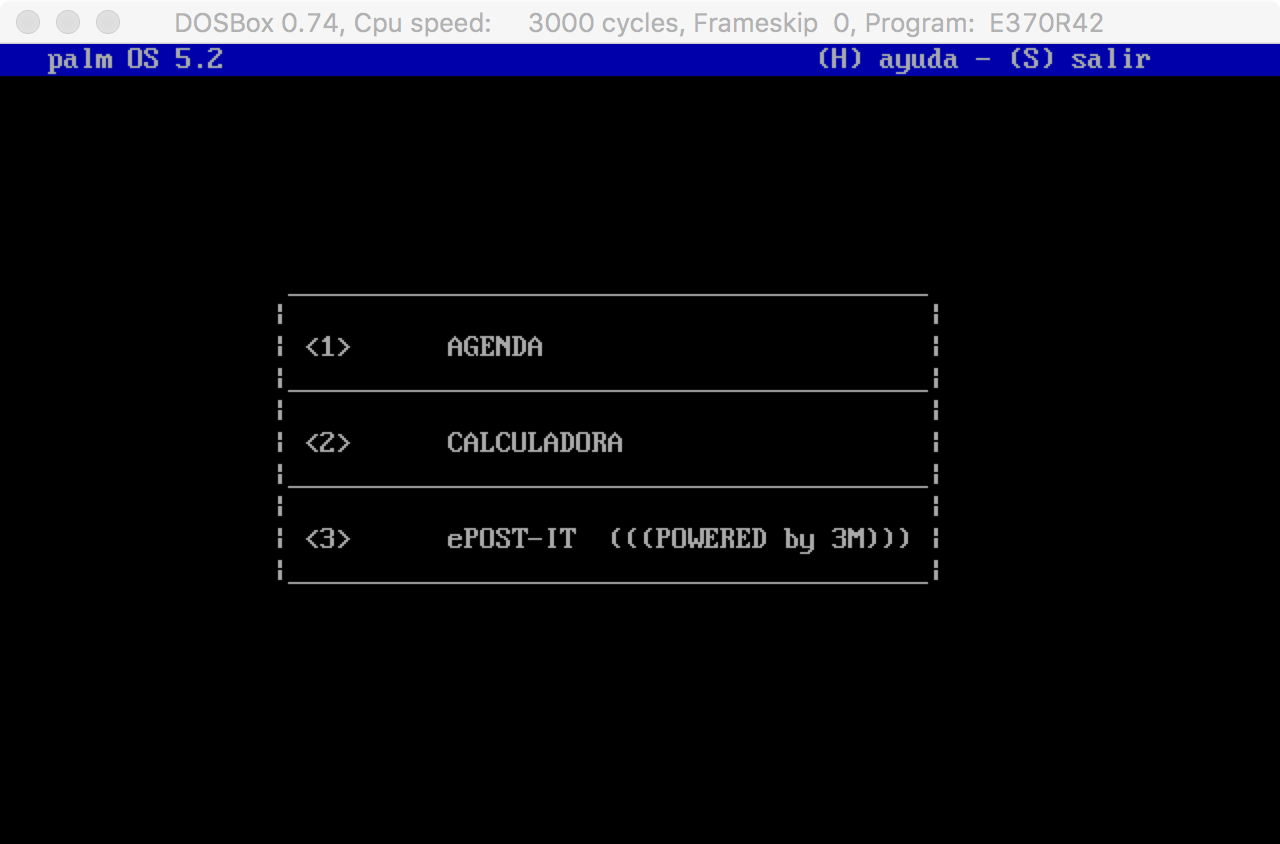 DOSBox 0.74, Cpu speed: 3000 cycles, Frameskip 0, Program: E370R42
palm OS 5.2 (H) ayuda - (S) salir
<1> AGENDA
<2> CALCULADORA
<3> ePOST-IT (((POWERED by 3M)))